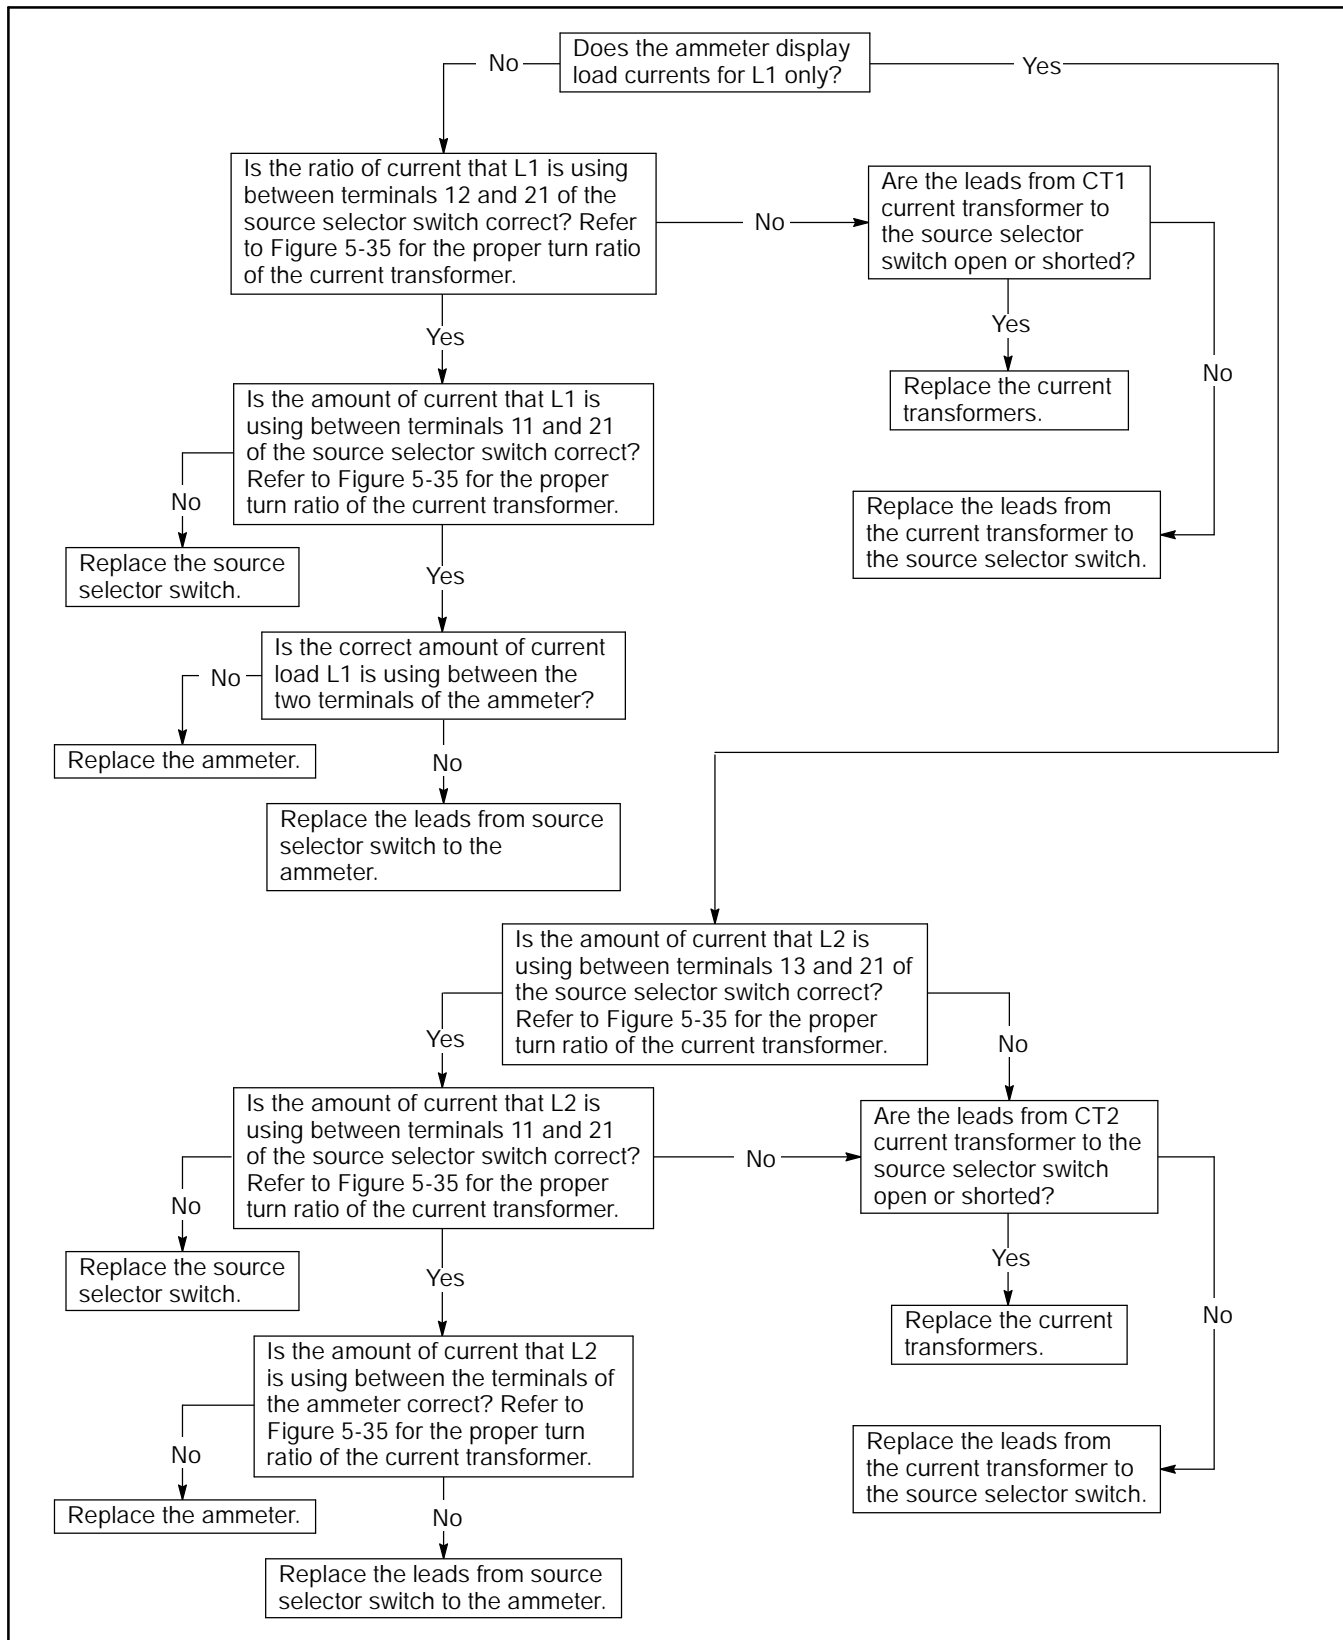 Does the ammeter display
load currents for L1 only?
No
Yes
Is the ratio of current that L1 is using
between terminals 12 and 21 of the
source selector switch correct? Refer
to Figure 5-35 for the proper turn ratio
of the current transformer.
No
Are the leads from CT1
current transformer to
the source selector
switch open or shorted?
Yes
Yes
No
Replace the current
transformers.
Is the amount of current that L1 is
using between terminals 11 and 21
of the source selector switch correct?
Refer to Figure 5-35 for the proper
turn ratio of the current transformer.
No
Replace the leads from
the current transformer to
the source selector switch.
Replace the source
selector switch.
Yes
Is the correct amount of current
load L1 is using between the
two terminals of the ammeter?
No
Replace the ammeter.
No
Replace the leads from source
selector switch to the
ammeter.
Is the amount of current that L2 is
using between terminals 13 and 21 of
the source selector switch correct?
Refer to Figure 5-35 for the proper
turn ratio of the current transformer.
Yes
No
Is the amount of current that L2 is
using between terminals 11 and 21
of the source selector switch correct?
Refer to Figure 5-35 for the proper
turn ratio of the current transformer.
No
Are the leads from CT2
current transformer to the
source selector switch
open or shorted?
No
Replace the source
selector switch.
Yes
Yes
No
Replace the current
transformers.
Is the amount of current that L2
is using between the terminals of
the ammeter correct? Refer to
Figure 5-35 for the proper turn
ratio of the current transformer.
No
Replace the leads from
the current transformer to
the source selector switch.
Replace the ammeter.
No
Replace the leads from source
selector switch to the ammeter.